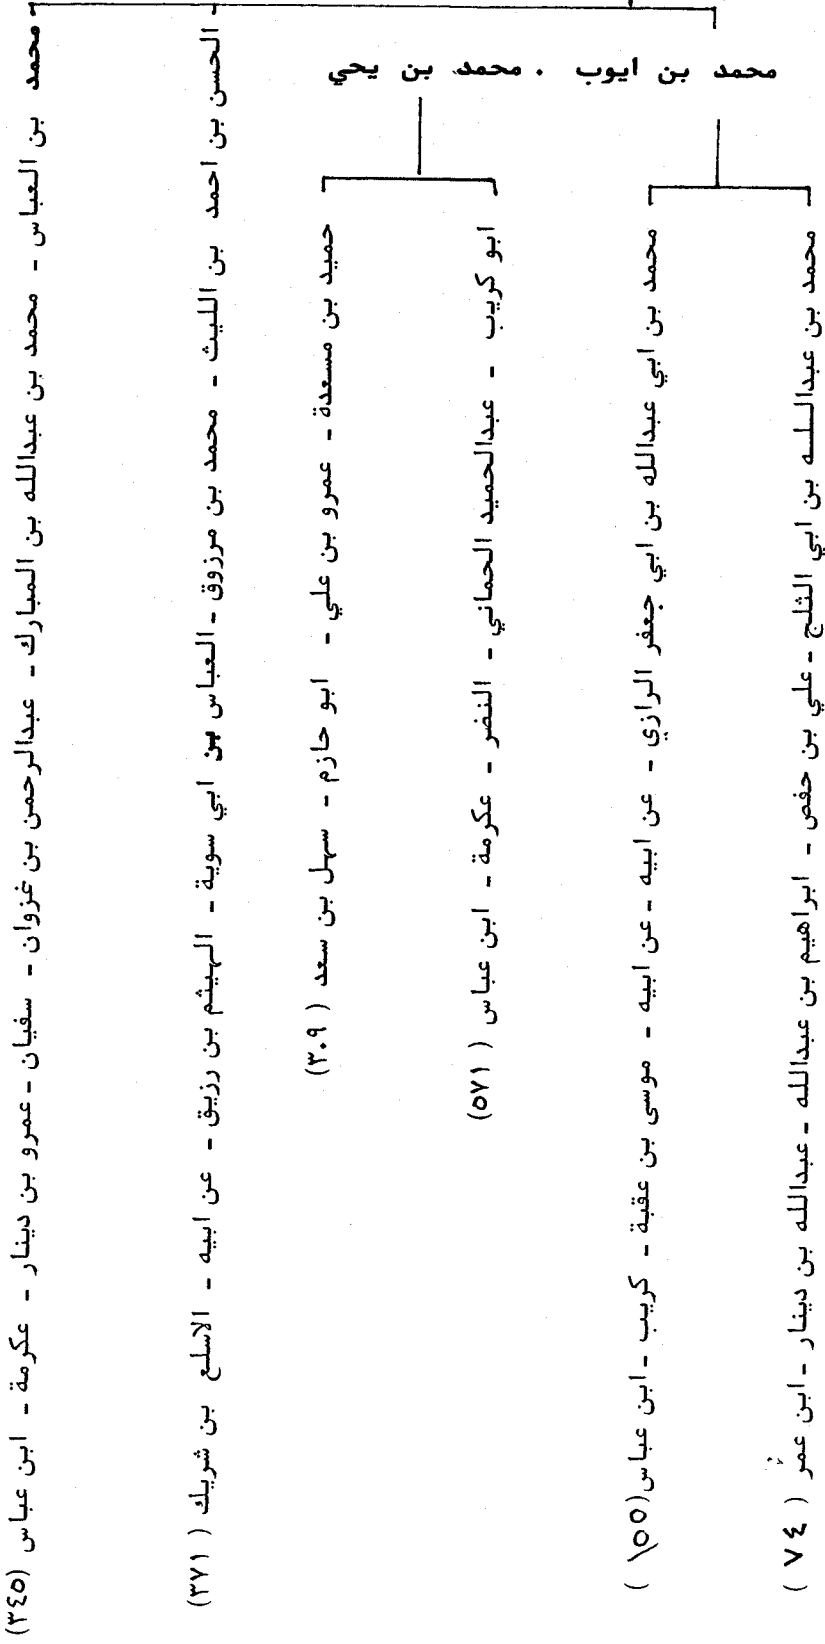 محمد بن ايوب . محمد بن يحي
محمد بن عبدالله بن ابي الثلج - علي بن حفص - ابراهيم بن عبدالله - عبدالله بن دينار - ابن عمر ( ٧٤ )
محمد بن ابي عبدالله بن ابي جعفر الرازي - عن ابيه - عن ابيه - موسى بن عقبة - كريب - ابن عباس (١٥٥ )
ابو كريب - عبدالحميد الحماني - النضر - عكرمة - ابن عباس ( ٥٧١)
حميد بن مسعدة - عمرو بن علي - ابو حازم - سهل بن سعد ( ٣٠٩)
الحسن بن احمد بن الليث - محمد بن مرزوق - العباس بن ابي سوية - الهيثم بن رزيق - عن ابيه - الاسلع بن شريك ( ٣٧١)
محمد بن العباس - محمد بن عبدالله بن المبارك - عبدالرحمن بن غزوان - سفيان - عمرو بن دينار - عكرمة - ابن عباس (٣٤٥)